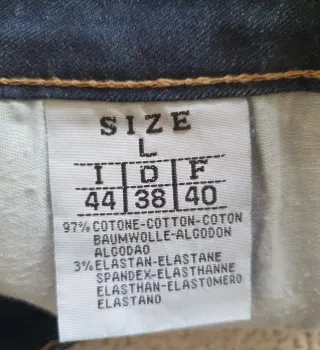 SIZE
L
I D F
44 38 40
97% COTONE-COTTON-COTON
BAUMWOLLE-ALGODON
ALGODAO
3% ELASTAN-ELASTANE
SPANDEX-ELASTHANNE
ELASTHAN-ELASTOMERO
ELASTANO